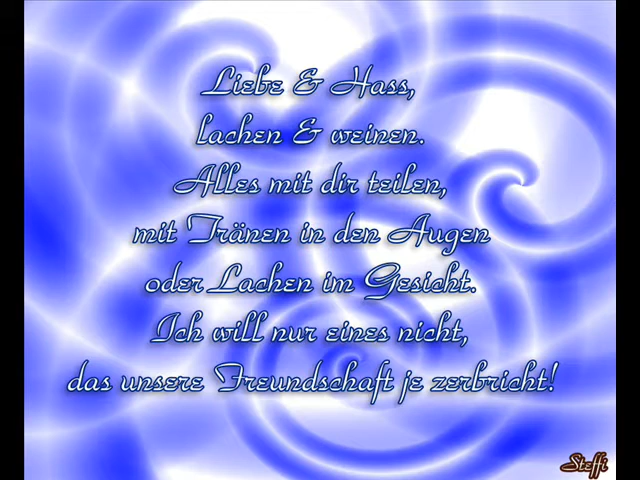 Liebe & Hass,
lachen & weinen.
Alles mit dir teilen,
mit Tränen in den Augen
oder Lachen im Gesicht.
Ich will nur eines nicht,
das unsere Freundschaft je zerbricht!
Steffi